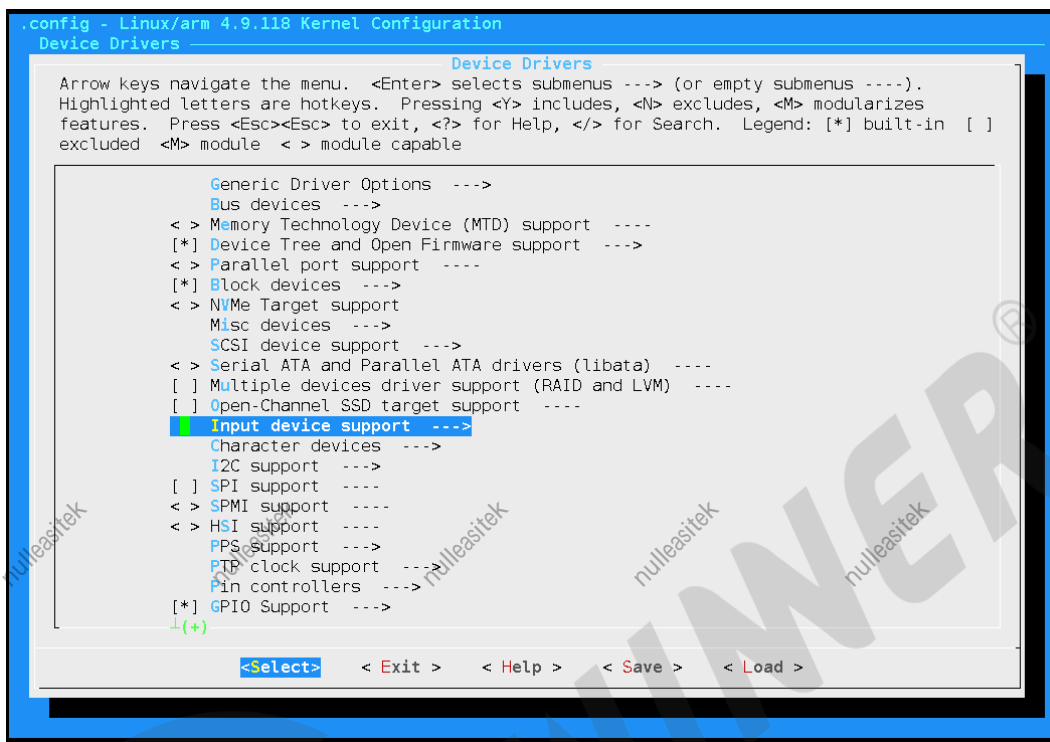 .config - Linux/arm 4.9.118 Kernel Configuration
Device Drivers
Device Drivers
Arrow keys navigate the menu. <Enter> selects submenus ---> (or empty submenus ----).
Highlighted letters are hotkeys. Pressing <Y> includes, <N> excludes, <M> modularizes
features. Press <Esc><Esc> to exit, <?> for Help, </> for Search. Legend: [*] built-in [ ]
excluded <M> module < > module capable
Generic Driver Options --->
Bus devices --->
< > Memory Technology Device (MTD) support ----
[*] Device Tree and Open Firmware support --->
< > Parallel port support ----
[*] Block devices --->
< > NVMe Target support
Misc devices --->
SCSI device support --->
< > Serial ATA and Parallel ATA drivers (libata) ----
[ ] Multiple devices driver support (RAID and LVM) ----
[ ] Open-Channel SSD target support ----
Input device support --->
Character devices --->
I2C support --->
[ ] SPI support ----
< > SPMI support ----
< > HSI support ----
PPS support --->
PTP clock support --->
Pin controllers --->
[*] GPIO Support --->
┴(+)
<Select> < Exit > < Help > < Save > < Load >
nulleasitek
nulleasitek
nulleasitek
nulleasitek
nulleasitek
WINNER®